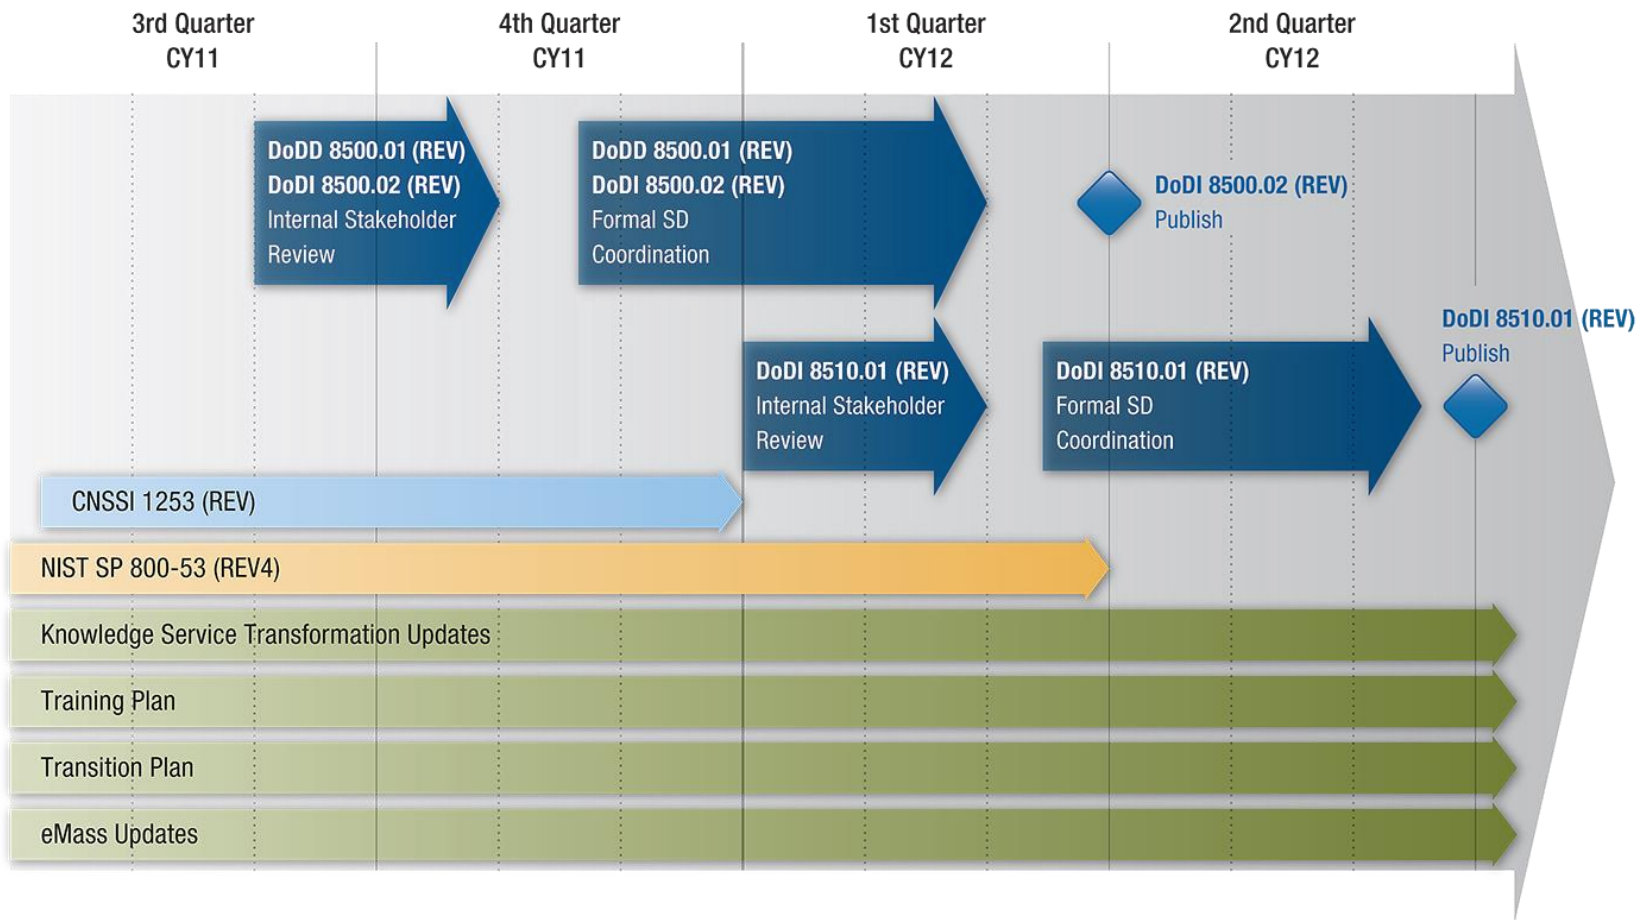 3rd Quarter
CY11
4th Quarter
CY11
1st Quarter
CY12
2nd Quarter
CY12
DoDD 8500.01 (REV)
DoDI 8500.02 (REV)
Internal Stakeholder
Review
DoDD 8500.01 (REV)
DoDI 8500.02 (REV)
Formal SD
Coordination
DoDI 8500.02 (REV)
Publish
DoDI 8510.01 (REV)
Publish
DoDI 8510.01 (REV)
Internal Stakeholder
Review
DoDI 8510.01 (REV)
Formal SD
Coordination
CNSSI 1253 (REV)
NIST SP 800-53 (REV4)
Knowledge Service Transformation Updates
Training Plan
Transition Plan
eMass Updates